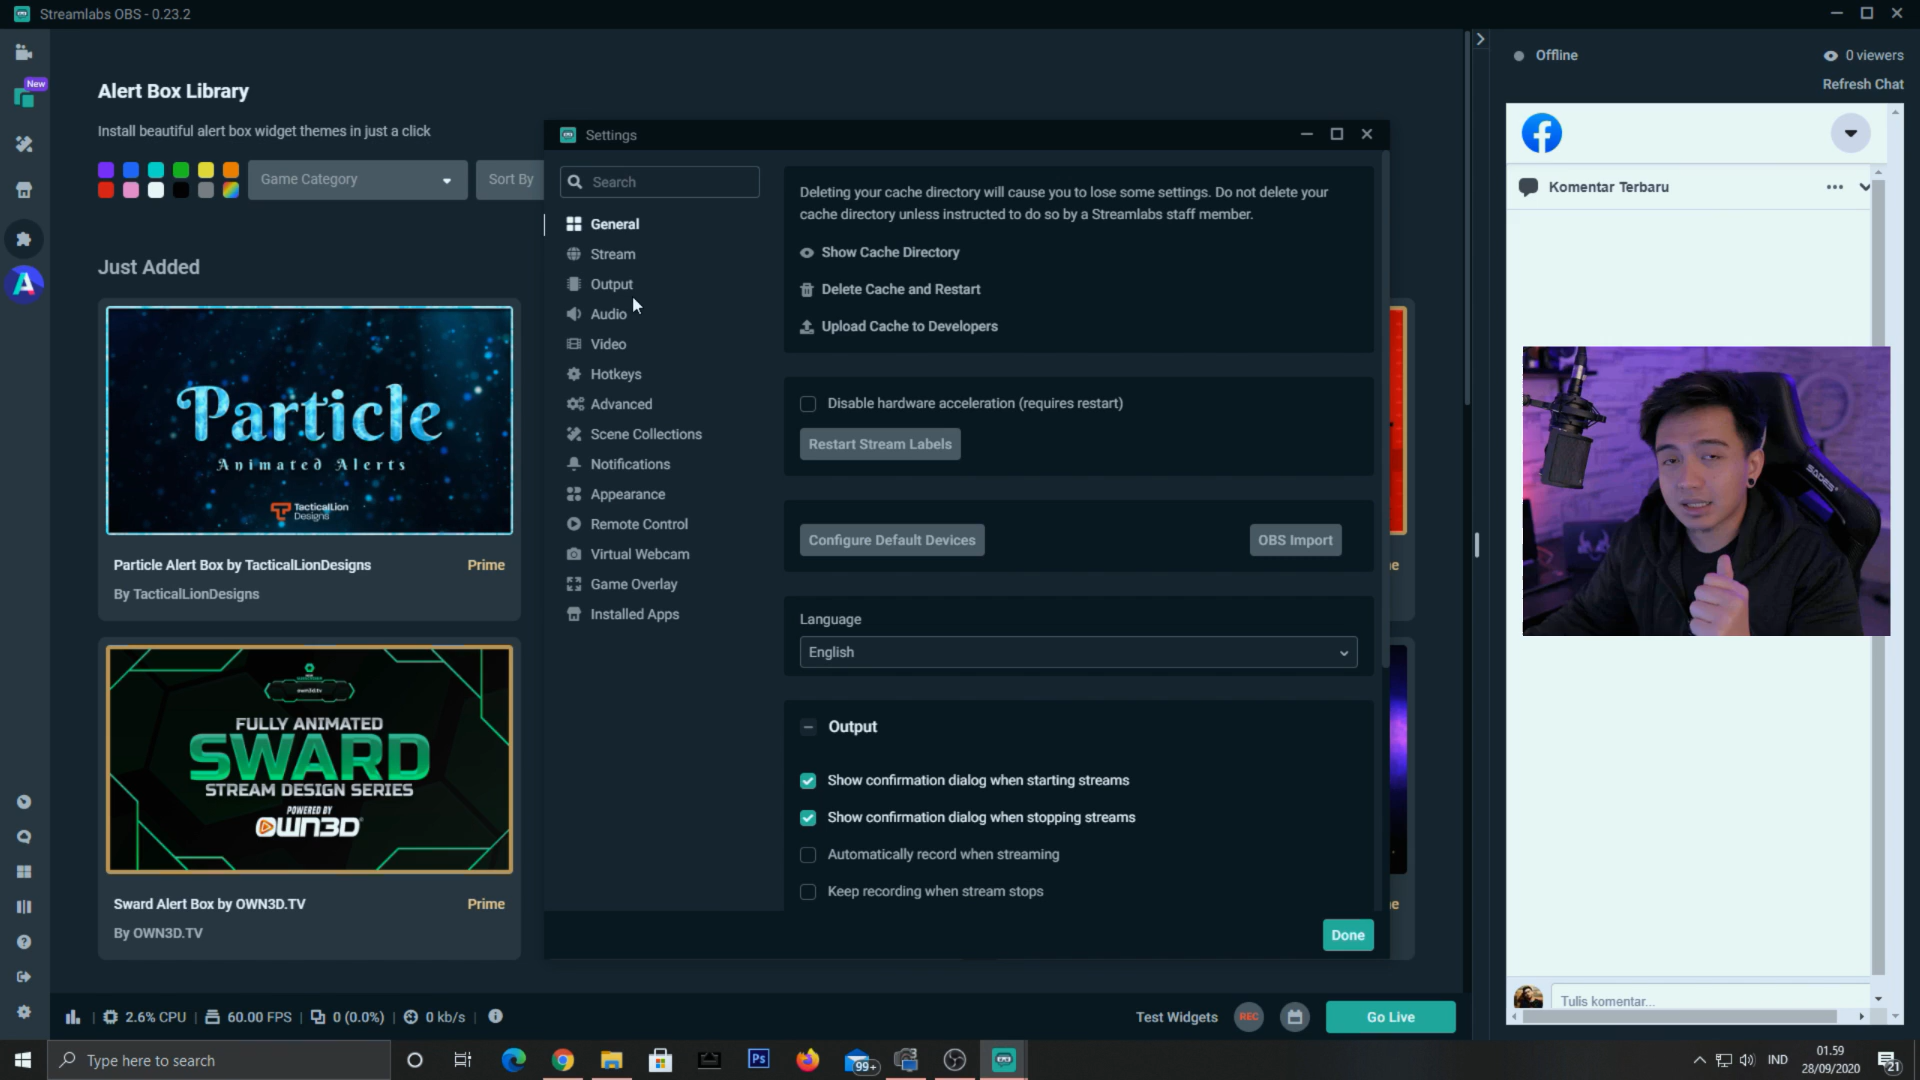 Streamlabs OBS - 0.23.2
New
Alert Box Library
Install beautiful alert box widget themes in just a click
Game Category
Sort By
Just Added
Particle
Animated Alerts
TacticalLion
Designs
Particle Alert Box by TacticalLionDesigns
Prime
By TacticalLionDesigns
own3d.tv
FULLY ANIMATED
SWARD
STREAM DESIGN SERIES
POWERED BY
OWN3D
Sward Alert Box by OWN3D.TV
Prime
By OWN3D.TV
Settings
Search
General
Stream
Output
Audio
Video
Hotkeys
Advanced
Scene Collections
Notifications
Appearance
Remote Control
Virtual Webcam
Game Overlay
Installed Apps
Deleting your cache directory will cause you to lose some settings. Do not delete your
cache directory unless instructed to do so by a Streamlabs staff member.
Show Cache Directory
Delete Cache and Restart
Upload Cache to Developers
Disable hardware acceleration (requires restart)
Restart Stream Labels
Configure Default Devices
OBS Import
Language
English
Output
Show confirmation dialog when starting streams
Show confirmation dialog when stopping streams
Automatically record when streaming
Keep recording when stream stops
Done
ne
ne
Offline
0 viewers
Refresh Chat
Komentar Terbaru
SADES
Tulis komentar...
2.6% CPU
60.00 FPS
0 (0.0%)
0 kb/s
Test Widgets
REC
Go Live
Type here to search
Ps
99+
IND
01.59
28/09/2020
21